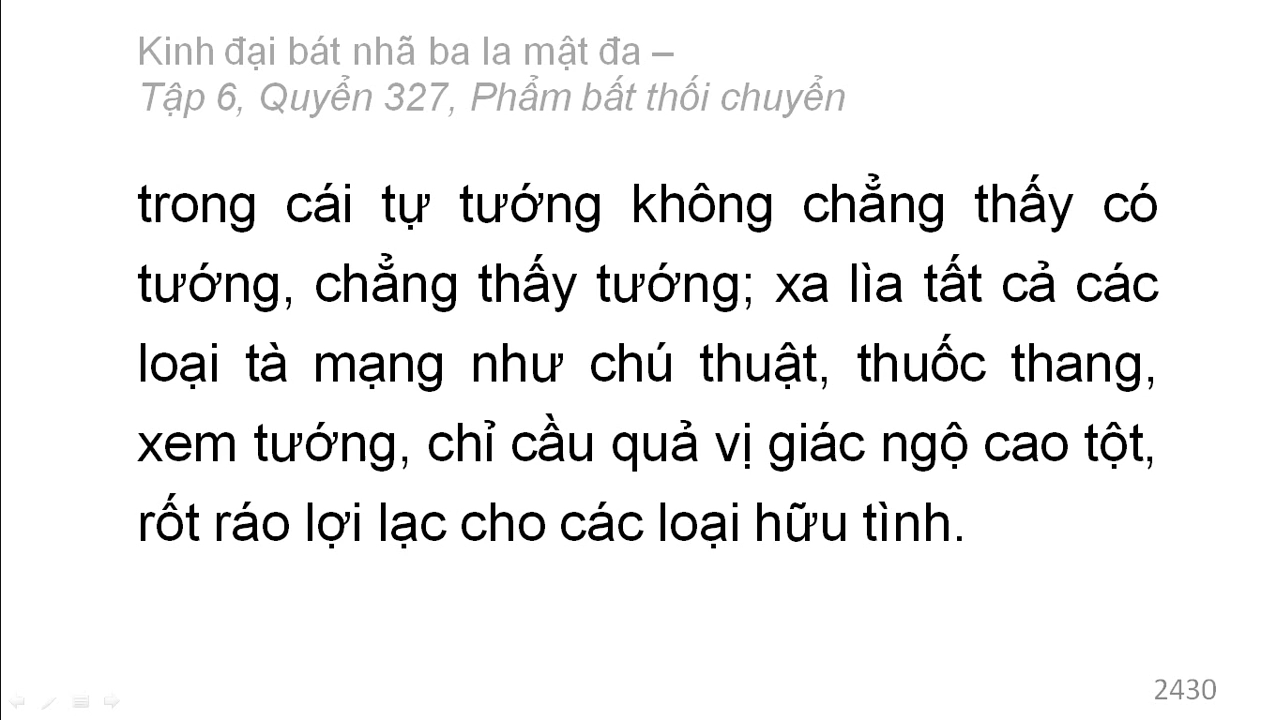 Kinh đại bát nhã ba la mật đa –
Tập 6, Quyển 327, Phẩm bất thối chuyển
trong cái tự tướng không chẳng thấy có
tướng, chẳng thấy tướng; xa lìa tất cả các
loại tà mạng như chú thuật, thuốc thang,
xem tướng, chỉ cầu quả vị giác ngộ cao tột,
rốt ráo lợi lạc cho các loại hữu tình.
2430